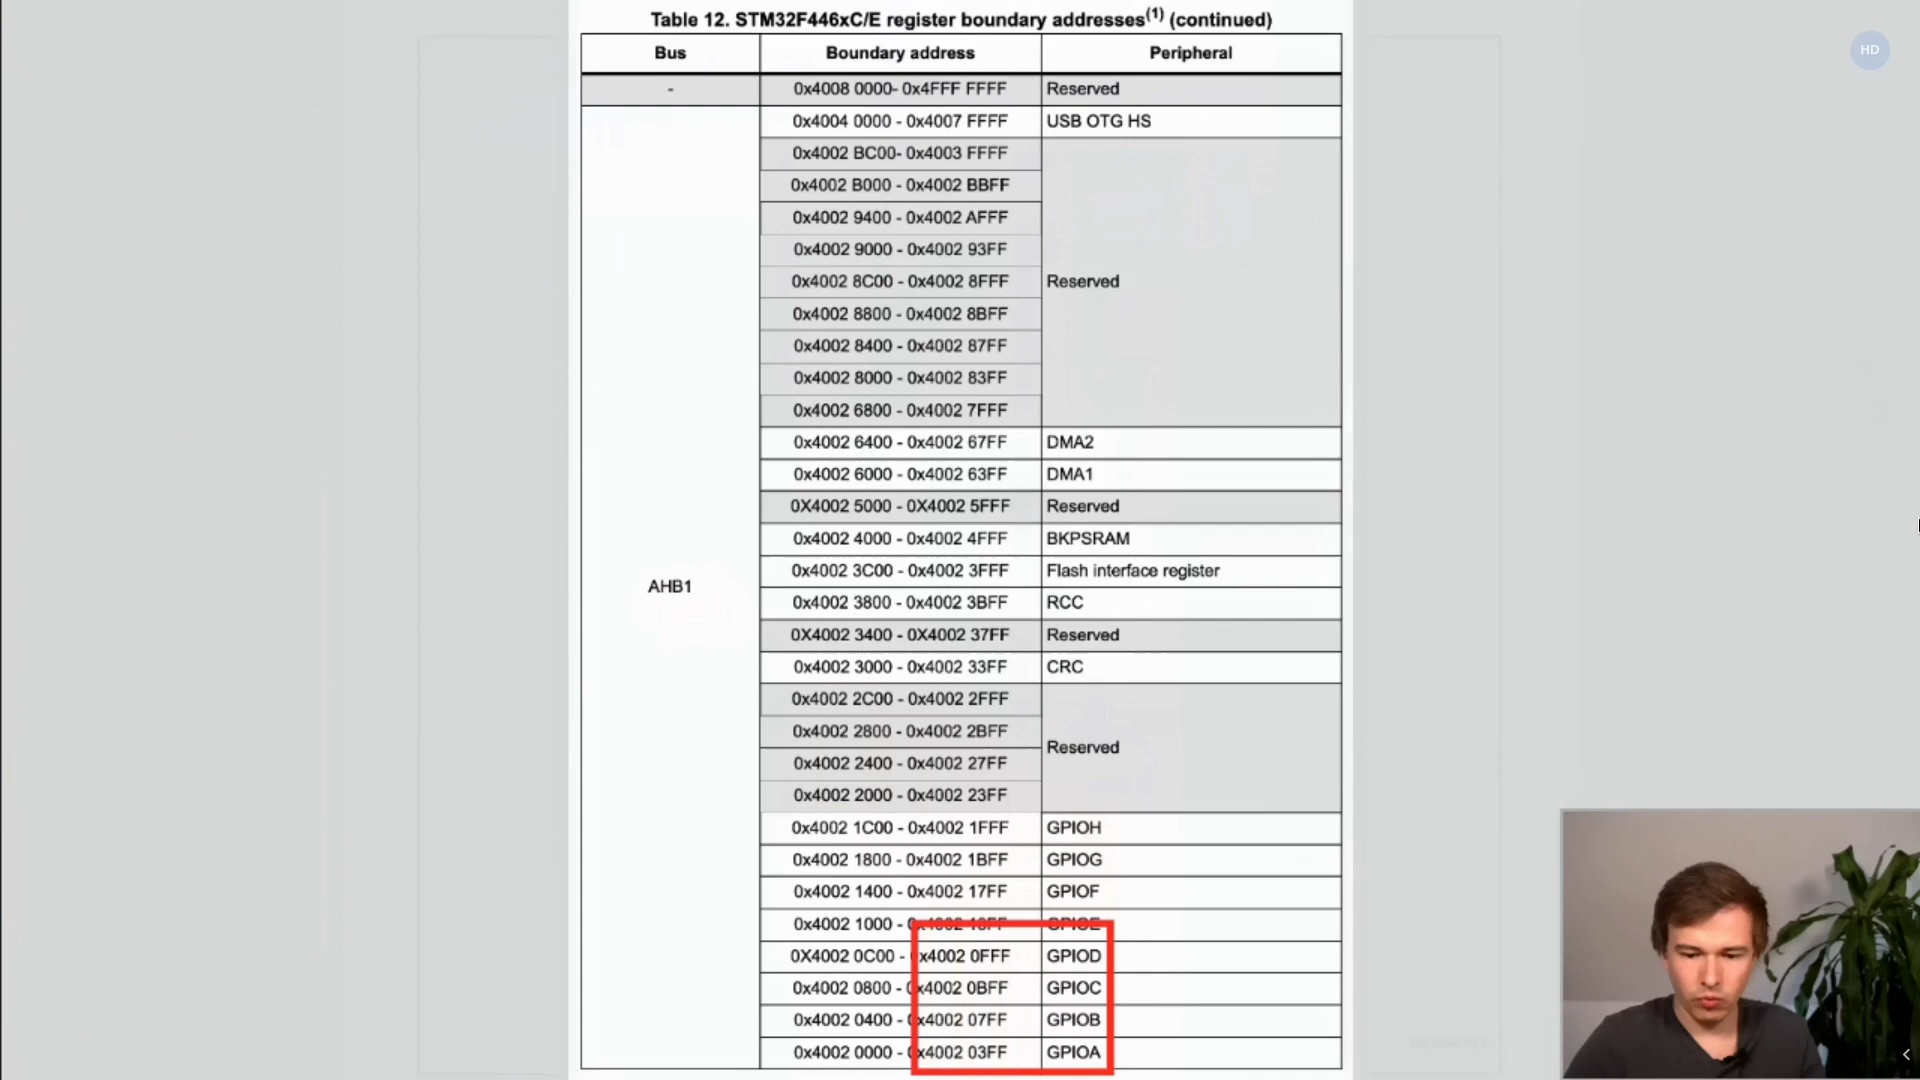 Table 12. STM32F446xC/E register boundary addresses(1) (continued)
Bus Boundary address Peripheral
- 0x4008 0000- 0x4FFF FFFF Reserved
0x4004 0000 - 0x4007 FFFF USB OTG HS
0x4002 BC00- 0x4003 FFFF
0x4002 B000 - 0x4002 BBFF
0x4002 9400 - 0x4002 AFFF
0x4002 9000 - 0x4002 93FF
0x4002 8C00 - 0x4002 8FFF Reserved
0x4002 8800 - 0x4002 8BFF
0x4002 8400 - 0x4002 87FF
0x4002 8000 - 0x4002 83FF
0x4002 6800 - 0x4002 7FFF
0x4002 6400 - 0x4002 67FF DMA2
0x4002 6000 - 0x4002 63FF DMA1
0X4002 5000 - 0X4002 5FFF Reserved
0x4002 4000 - 0x4002 4FFF BKPSRAM
0x4002 3C00 - 0x4002 3FFF Flash interface register
AHB1
0x4002 3800 - 0x4002 3BFF RCC
0X4002 3400 - 0X4002 37FF Reserved
0x4002 3000 - 0x4002 33FF CRC
0x4002 2C00 - 0x4002 2FFF
0x4002 2800 - 0x4002 2BFF
Reserved
0x4002 2400 - 0x4002 27FF
0x4002 2000 - 0x4002 23FF
0x4002 1C00 - 0x4002 1FFF GPIOH
0x4002 1800 - 0x4002 1BFF GPIOG
0x4002 1400 - 0x4002 17FF GPIOF
0x4002 1000 - 0x4002 13FF GPIOE
0X4002 0C00 - 0x4002 0FFF GPIOD
0x4002 0800 - 0x4002 0BFF GPIOC
0x4002 0400 - 0x4002 07FF GPIOB
0x4002 0000 - 0x4002 03FF GPIOA
HD